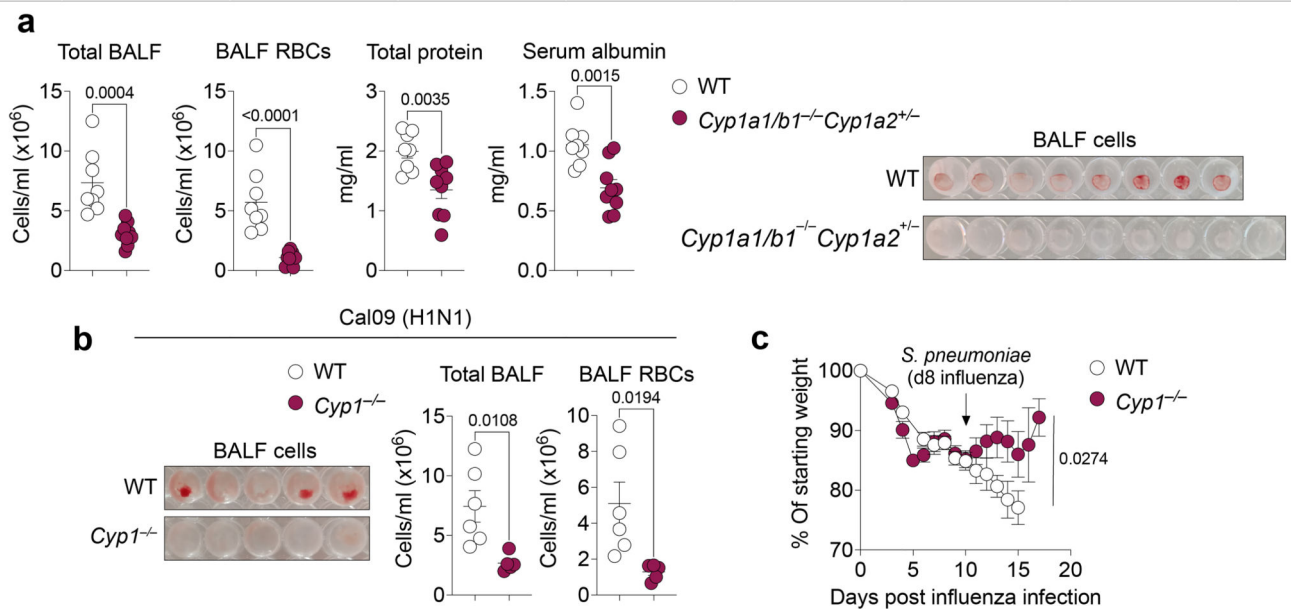 a
Total BALF
BALF RBCs
Total protein
Serum albumin
Cells/ml (x10⁶)
15
10
5
0
0.0004
Cells/ml (x10⁶)
15
10
5
0
<0.0001
mg/ml
3
2
1
0
0.0035
mg/ml
1.5
1.0
0.5
0.0
0.0015
WT
Cyp1a1/b1⁻/⁻Cyp1a2⁺/⁻
BALF cells
WT
Cyp1a1/b1⁻/⁻Cyp1a2⁺/⁻
b
Cal09 (H1N1)
WT
Cyp1⁻/⁻
BALF cells
WT
Cyp1⁻/⁻
Total BALF
Cells/ml (x10⁶)
15
10
5
0
0.0108
BALF RBCs
Cells/ml (x10⁶)
10
8
6
4
2
0
0.0194
c
S. pneumoniae
(d8 influenza)
WT
Cyp1⁻/⁻
% Of starting weight
100
90
80
70
0.0274
0
5
10
15
20
Days post influenza infection